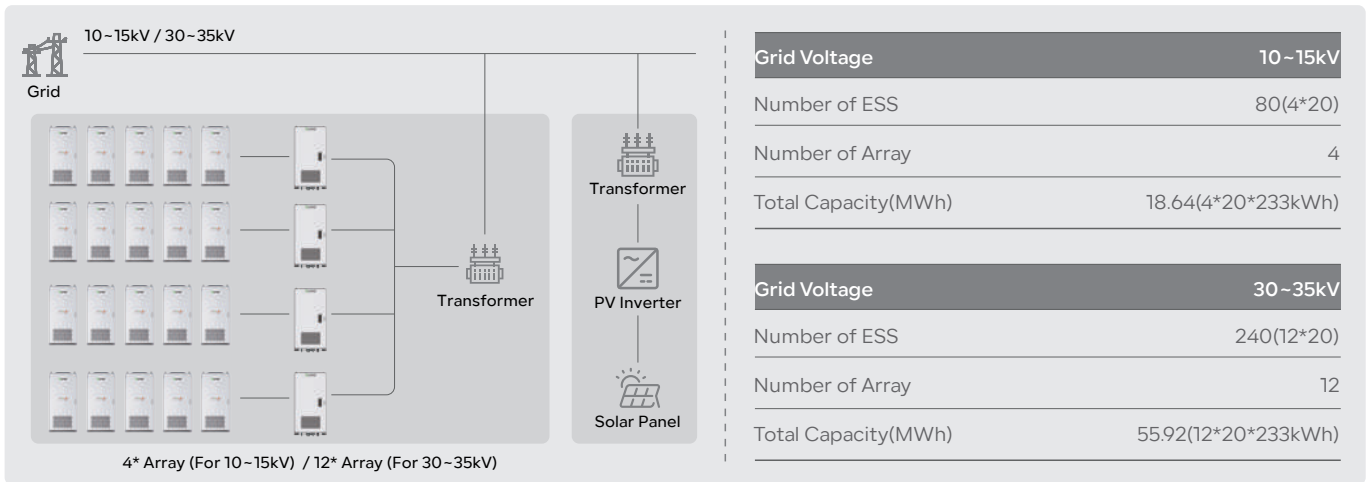 10~15kV / 30~35kV
Grid
Transformer
Transformer
PV Inverter
Solar Panel
4* Array (For 10~15kV) / 12* Array (For 30~35kV)
Grid Voltage 10~15kV
Number of ESS 80(4*20)
Number of Array 4
Total Capacity(MWh) 18.64(4*20*233kWh)
Grid Voltage 30~35kV
Number of ESS 240(12*20)
Number of Array 12
Total Capacity(MWh) 55.92(12*20*233kWh)